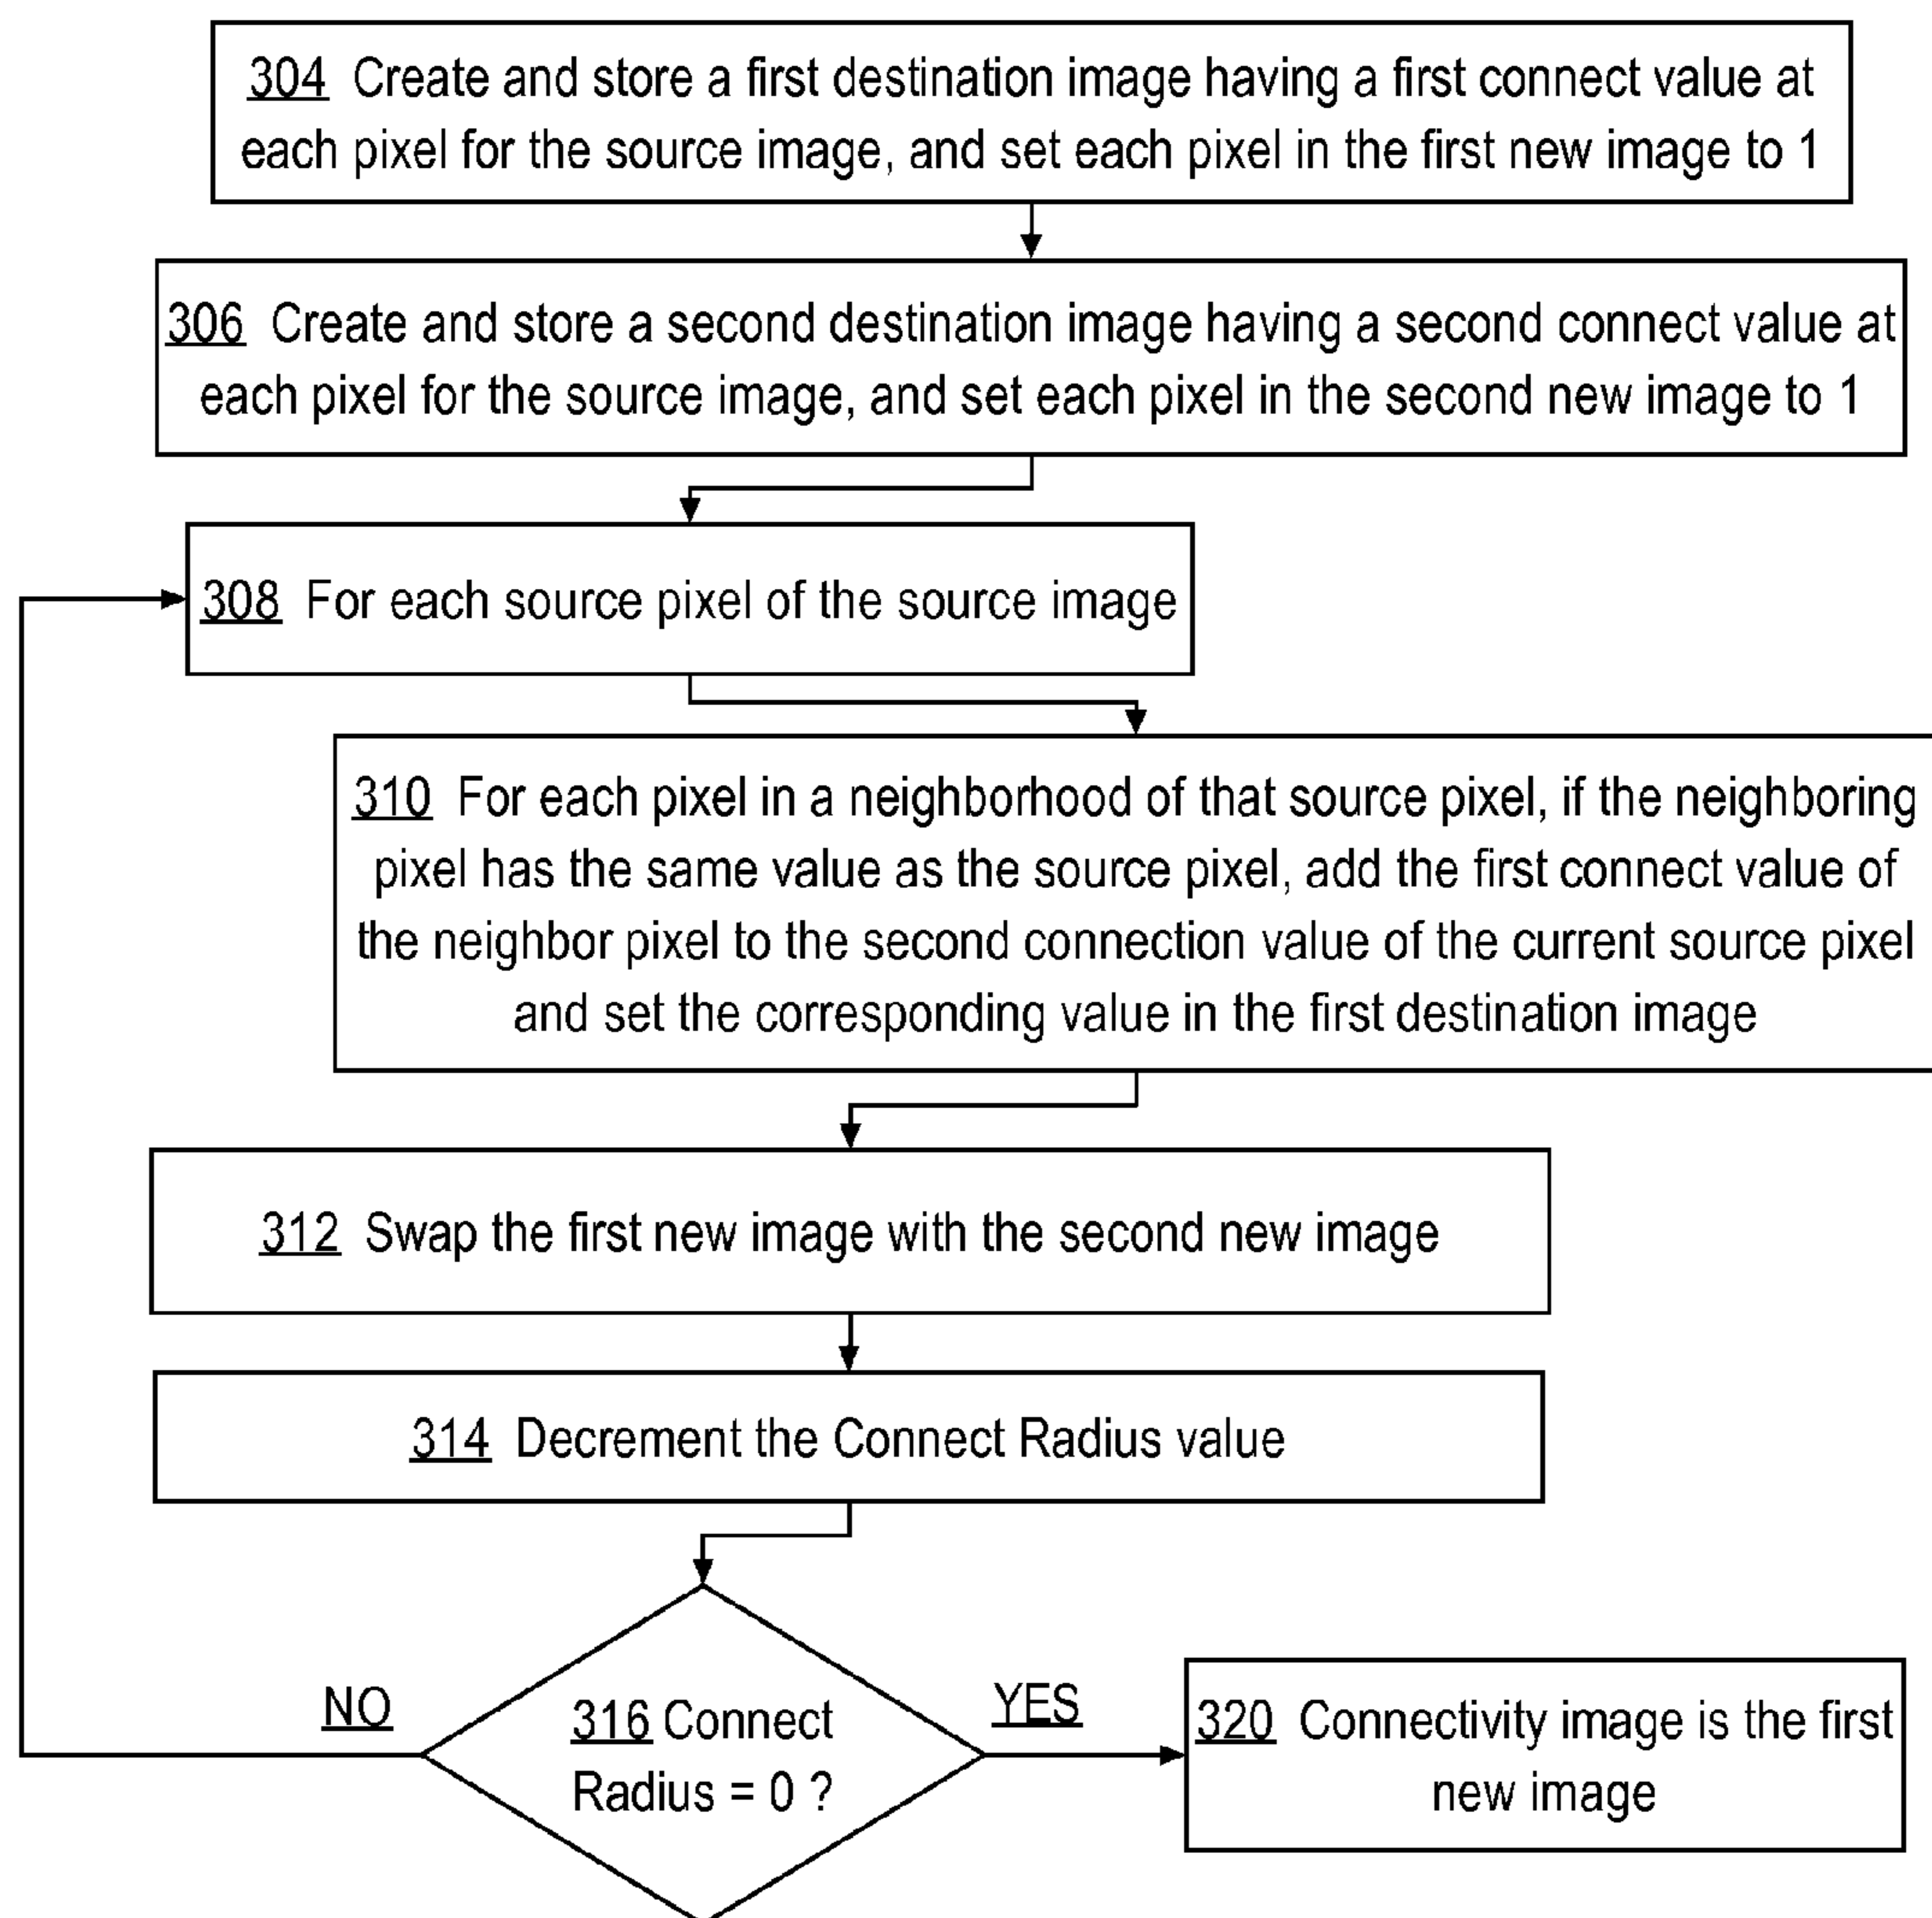 304 Create and store a first destination image having a first connect value at
each pixel for the source image, and set each pixel in the first new image to 1
306 Create and store a second destination image having a second connect value at
each pixel for the source image, and set each pixel in the second new image to 1
308 For each source pixel of the source image
310 For each pixel in a neighborhood of that source pixel, if the neighboring
pixel has the same value as the source pixel, add the first connect value of
the neighbor pixel to the second connection value of the current source pixel
and set the corresponding value in the first destination image
312 Swap the first new image with the second new image
314 Decrement the Connect Radius value
NO
316 Connect
Radius = 0 ?
YES
320 Connectivity image is the first
new image